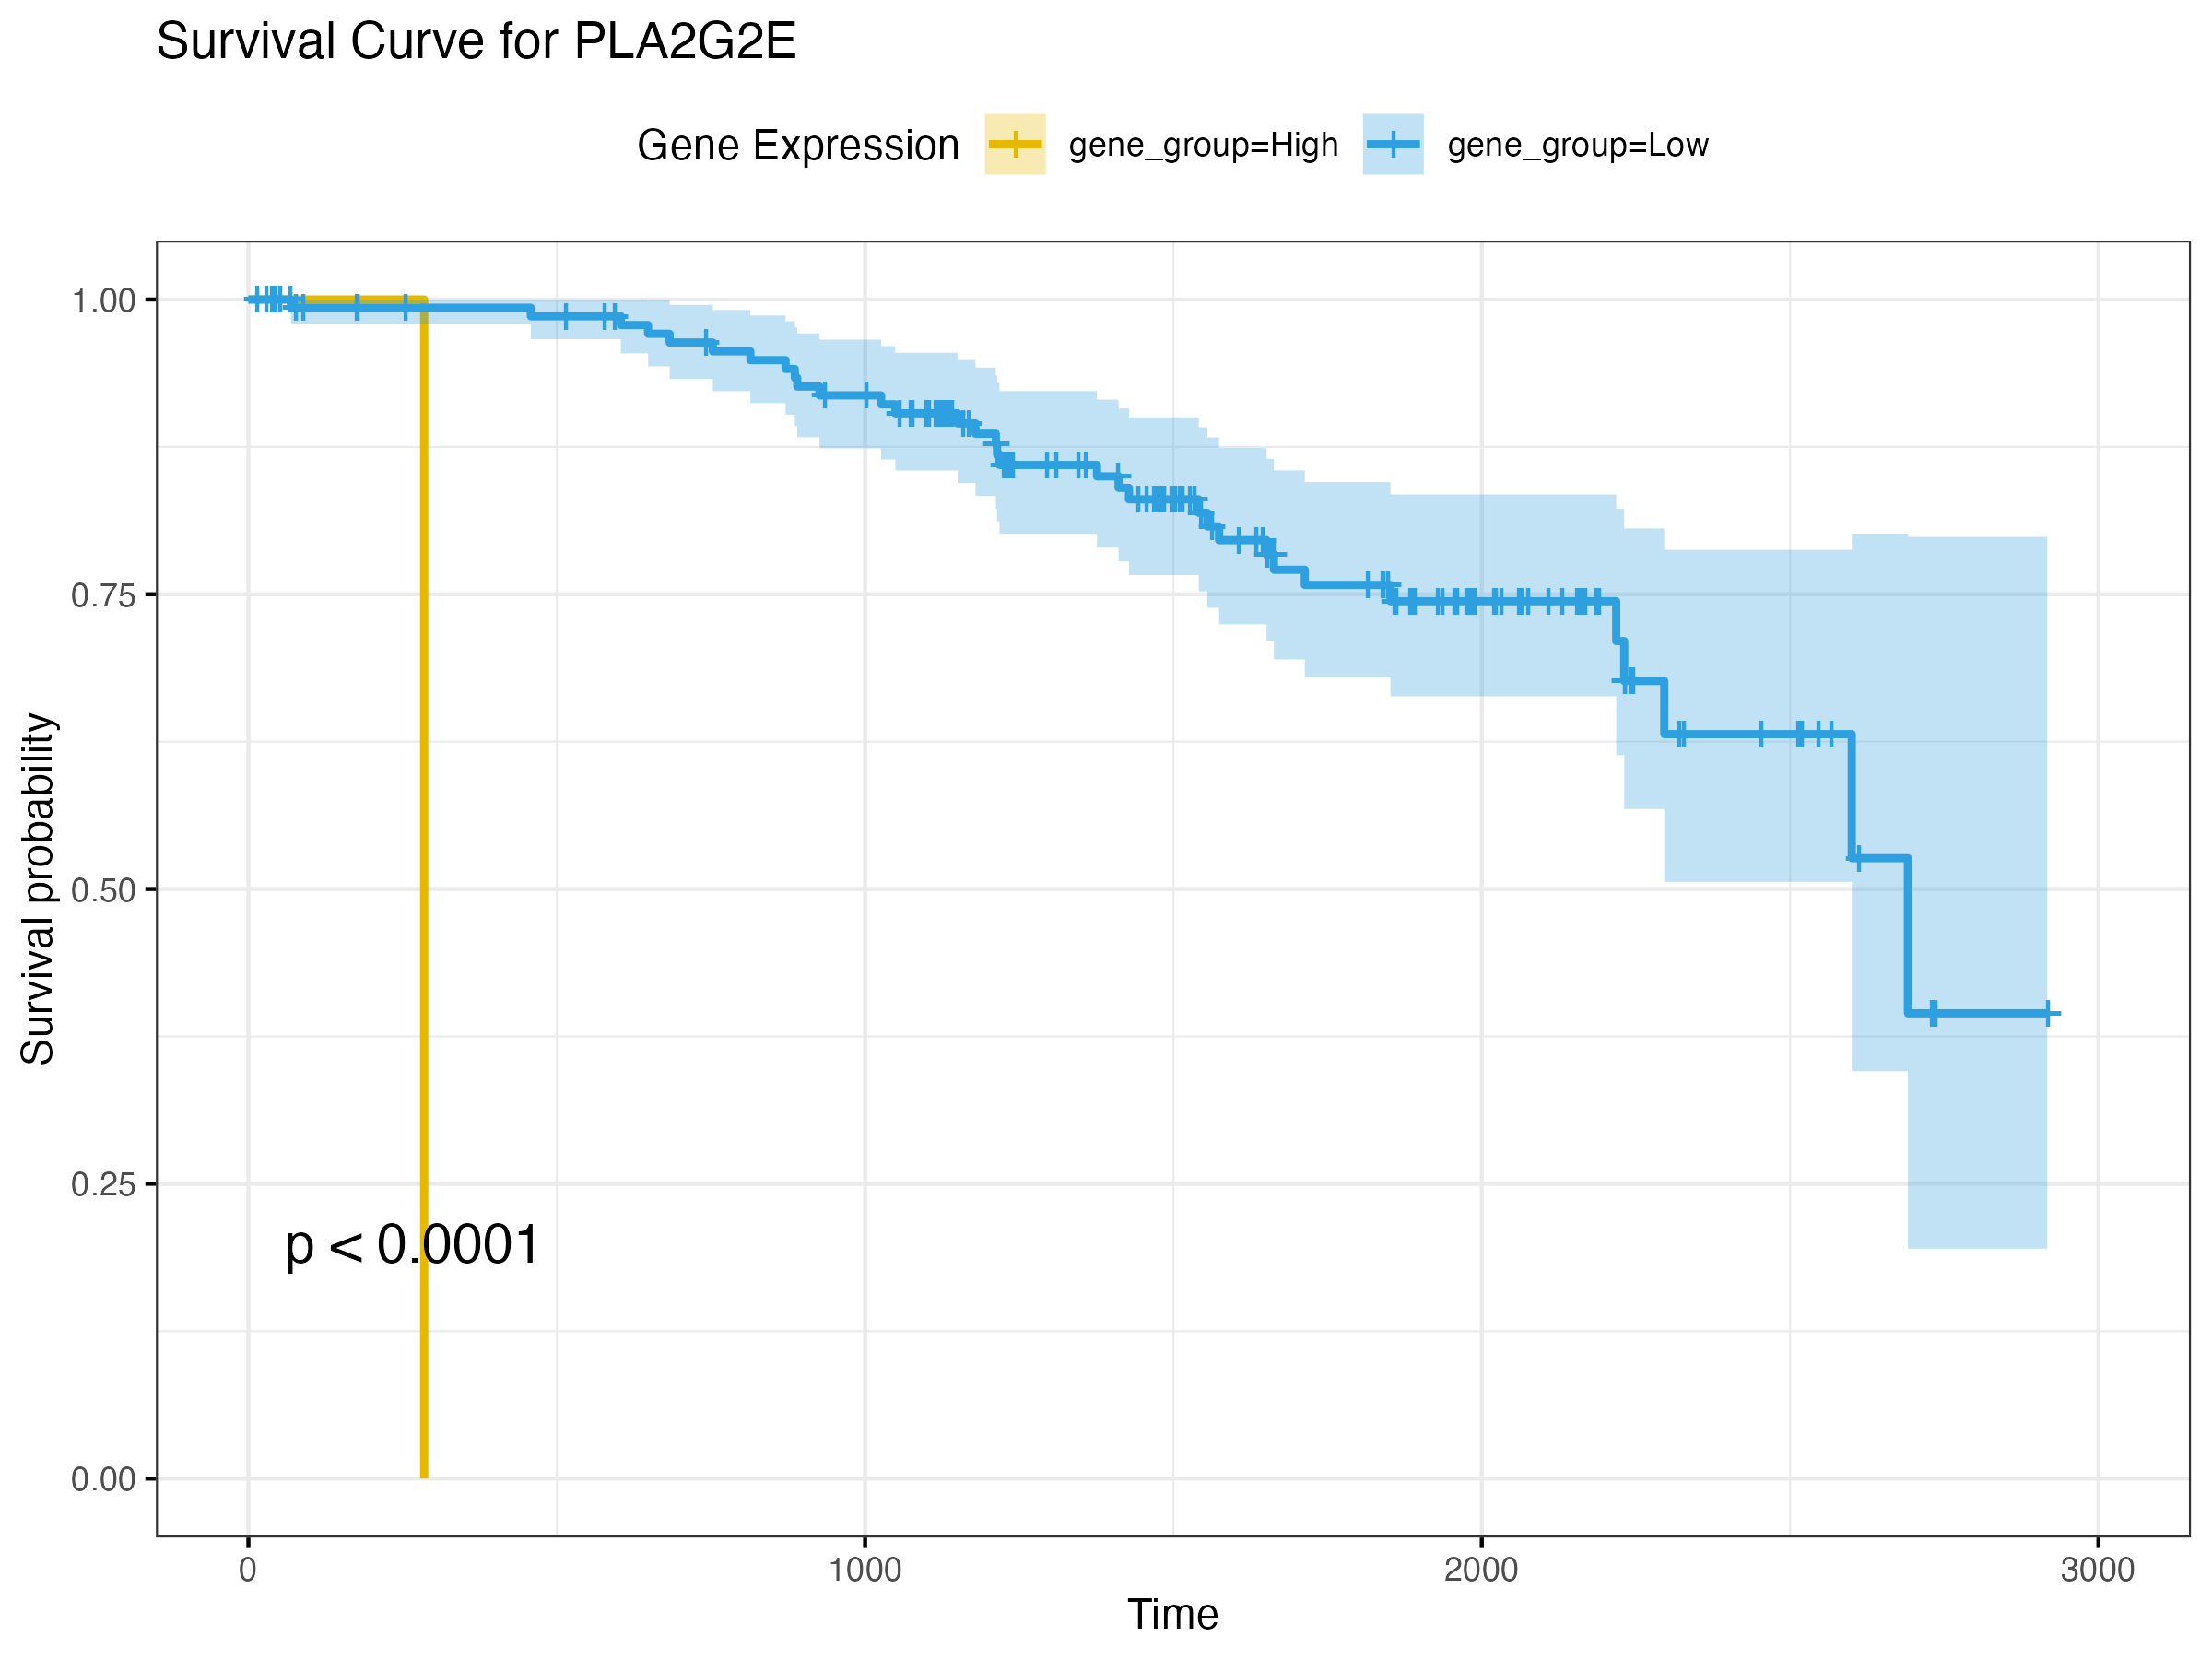 Survival Curve for PLA2G2E
Gene Expression gene_group=High gene_group=Low
1.00
0.75
0.50
0.25
0.00
Survival probability
p < 0.0001
0 1000 2000 3000
Time